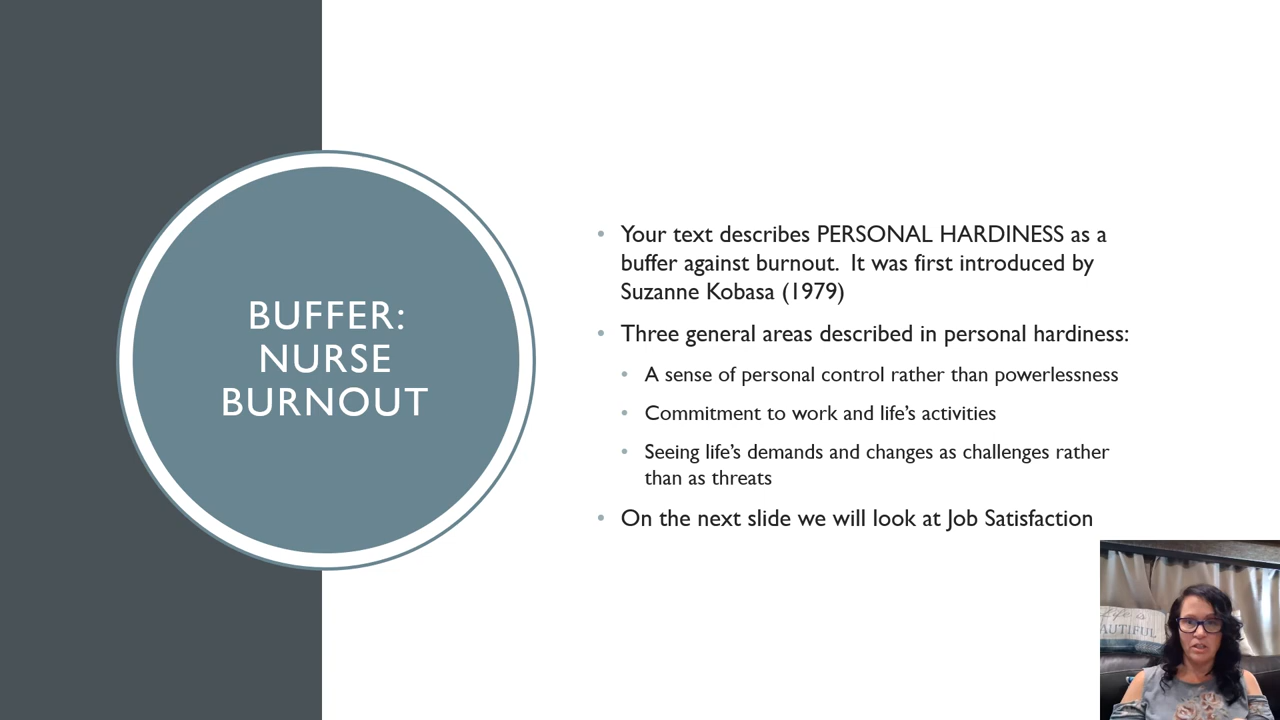 BUFFER:
NURSE
BURNOUT
• Your text describes PERSONAL HARDINESS as a
buffer against burnout.  It was first introduced by
Suzanne Kobasa (1979)
• Three general areas described in personal hardiness:
• A sense of personal control rather than powerlessness
• Commitment to work and life's activities
• Seeing life's demands and changes as challenges rather
than as threats
• On the next slide we will look at Job Satisfaction
Life is
AUTIFUL